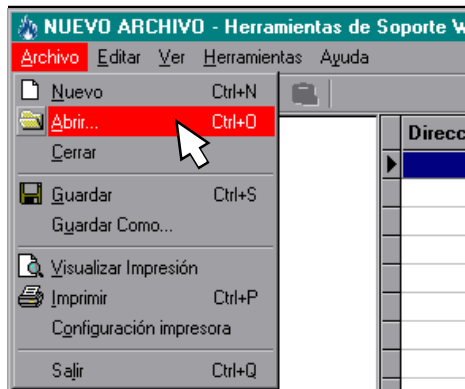 NUEVO ARCHIVO - Herramientas de Soporte W
Archivo Editar Ver Herramientas Ayuda
Nuevo Ctrl+N
Abrir... Ctrl+O
Cerrar
Guardar Ctrl+S
Guardar Como...
Visualizar Impresión
Imprimir Ctrl+P
Configuración impresora
Salir Ctrl+Q
Direcc